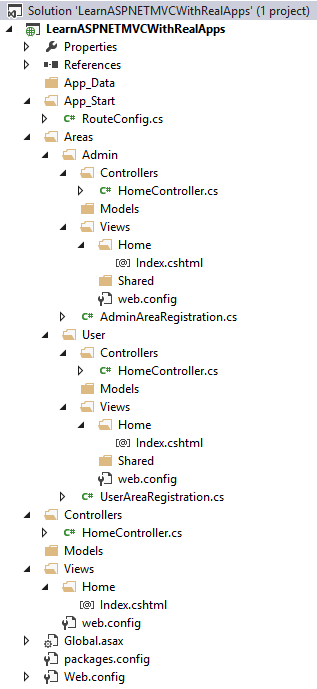 Solution 'LearnASPNETMVCWithRealApps' (1 project)
LearnASPNETMVCWithRealApps
Properties
References
App_Data
App_Start
C# RouteConfig.cs
Areas
Admin
Controllers
C# HomeController.cs
Models
Views
Home
[@] Index.cshtml
Shared
web.config
C# AdminAreaRegistration.cs
User
Controllers
C# HomeController.cs
Models
Views
Home
[@] Index.cshtml
Shared
web.config
C# UserAreaRegistration.cs
Controllers
C# HomeController.cs
Models
Views
Home
[@] Index.cshtml
web.config
Global.asax
packages.config
Web.config